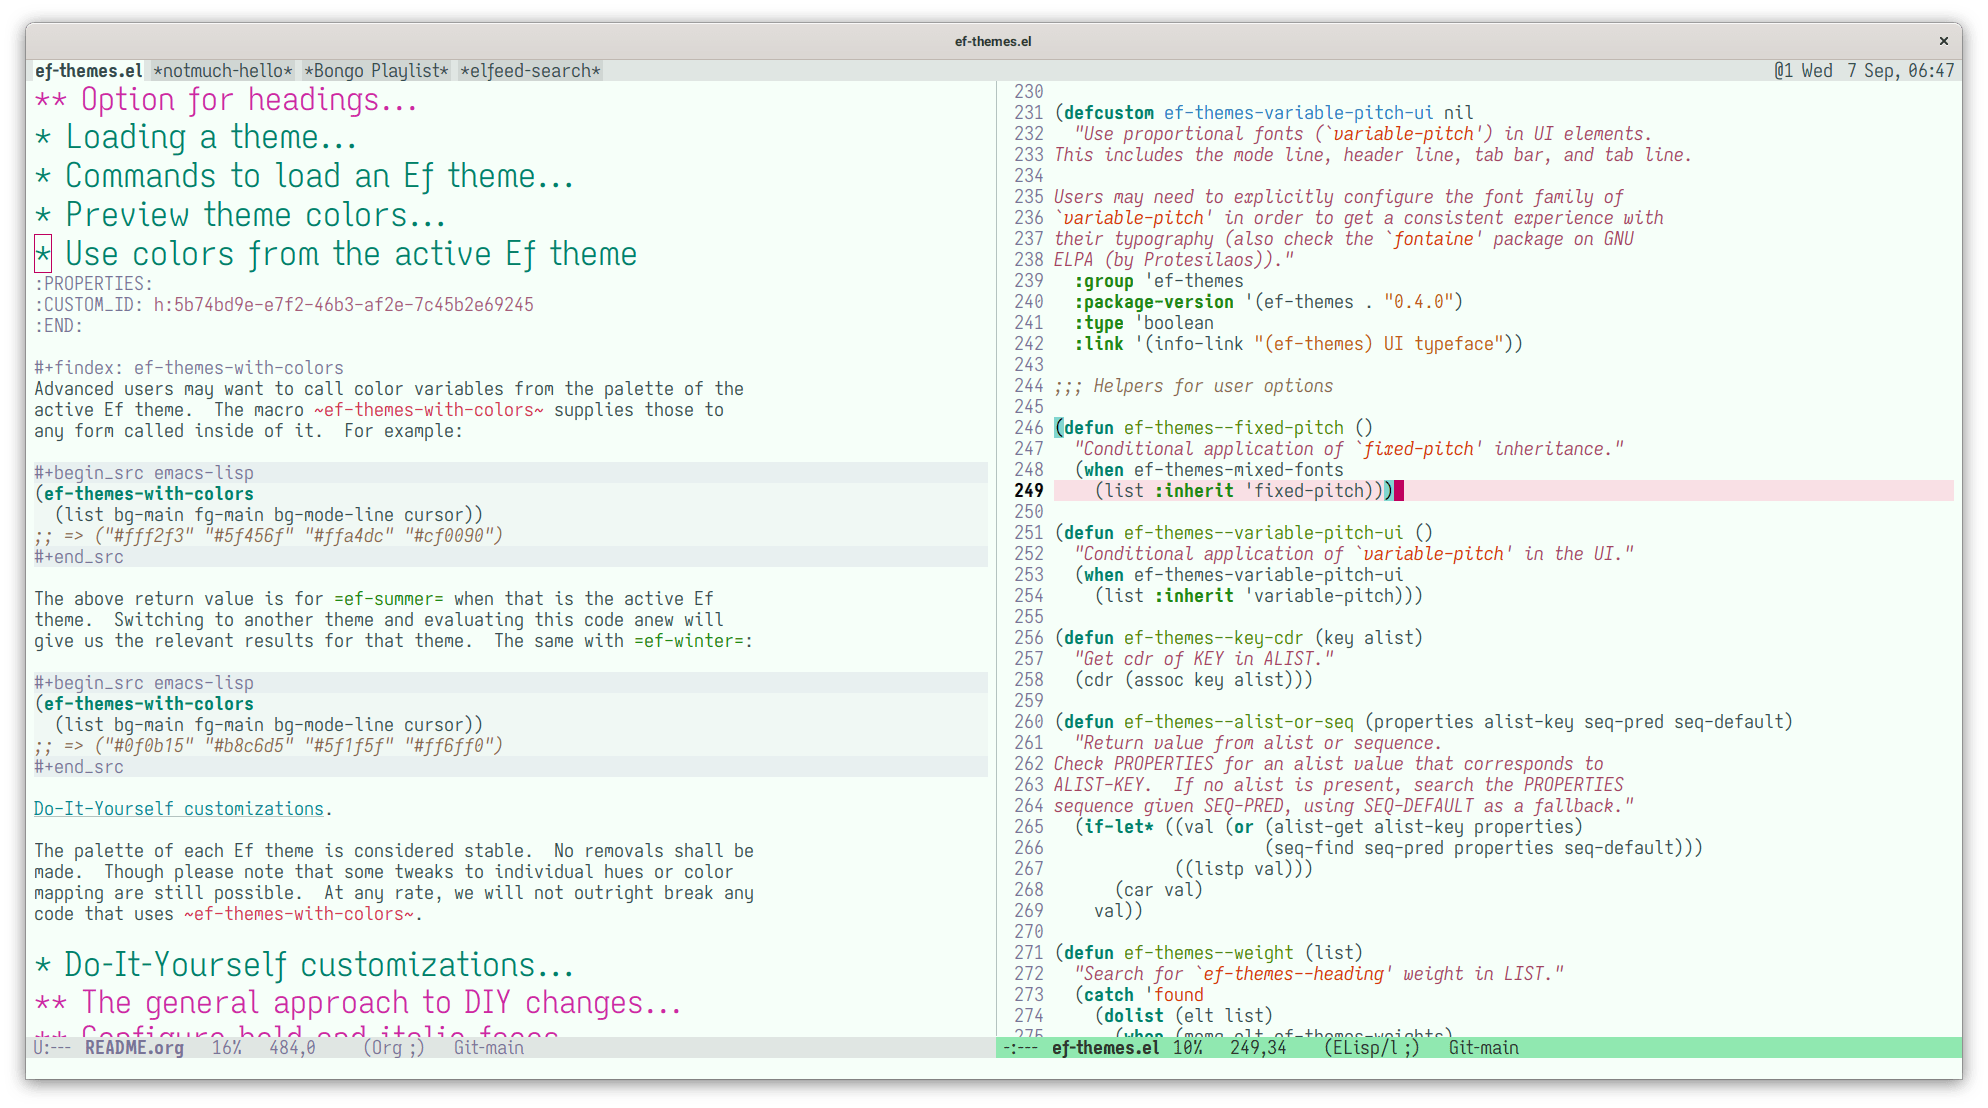 ef-themes.el
×
ef-themes.el *notmuch-hello* *Bongo Playlist* *elfeed-search*
@1 Wed  7 Sep, 06:47
** Option for headings...
* Loading a theme...
* Commands to load an Ef theme...
* Preview theme colors...
* Use colors from the active Ef theme
:PROPERTIES:
:CUSTOM_ID: h:5b74bd9e-e7f2-46b3-af2e-7c45b2e69245
:END:
#+findex: ef-themes-with-colors
Advanced users may want to call color variables from the palette of the
active Ef theme.  The macro ~ef-themes-with-colors~ supplies those to
any form called inside of it.  For example:
#+begin_src emacs-lisp
(ef-themes-with-colors
  (list bg-main fg-main bg-mode-line cursor))
;; => ("#fff2f3" "#5f456f" "#ffa4dc" "#cf0090")
#+end_src
The above return value is for =ef-summer= when that is the active Ef
theme.  Switching to another theme and evaluating this code anew will
give us the relevant results for that theme.  The same with =ef-winter=:
#+begin_src emacs-lisp
(ef-themes-with-colors
  (list bg-main fg-main bg-mode-line cursor))
;; => ("#0f0b15" "#b8c6d5" "#5f1f5f" "#ff6ff0")
#+end_src
Do-It-Yourself customizations.
The palette of each Ef theme is considered stable.  No removals shall be
made.  Though please note that some tweaks to individual hues or color
mapping are still possible.  At any rate, we will not outright break any
code that uses ~ef-themes-with-colors~.
* Do-It-Yourself customizations...
** The general approach to DIY changes...
** Configure bold and italic faces
U:---  README.org   16%   484,0     (Org ;)   Git-main
230
231 (defcustom ef-themes-variable-pitch-ui nil
232   "Use proportional fonts (`variable-pitch') in UI elements.
233 This includes the mode line, header line, tab bar, and tab line.
234
235 Users may need to explicitly configure the font family of
236 `variable-pitch' in order to get a consistent experience with
237 their typography (also check the `fontaine' package on GNU
238 ELPA (by Protesilaos))."
239   :group 'ef-themes
240   :package-version '(ef-themes . "0.4.0")
241   :type 'boolean
242   :link '(info-link "(ef-themes) UI typeface"))
243
244 ;;; Helpers for user options
245
246 (defun ef-themes--fixed-pitch ()
247   "Conditional application of `fixed-pitch' inheritance."
248   (when ef-themes-mixed-fonts
249     (list :inherit 'fixed-pitch)))
250
251 (defun ef-themes--variable-pitch-ui ()
252   "Conditional application of `variable-pitch' in the UI."
253   (when ef-themes-variable-pitch-ui
254     (list :inherit 'variable-pitch)))
255
256 (defun ef-themes--key-cdr (key alist)
257   "Get cdr of KEY in ALIST."
258   (cdr (assoc key alist)))
259
260 (defun ef-themes--alist-or-seq (properties alist-key seq-pred seq-default)
261   "Return value from alist or sequence.
262 Check PROPERTIES for an alist value that corresponds to
263 ALIST-KEY.  If no alist is present, search the PROPERTIES
264 sequence given SEQ-PRED, using SEQ-DEFAULT as a fallback."
265   (if-let* ((val (or (alist-get alist-key properties)
266                      (seq-find seq-pred properties seq-default)))
267             ((listp val)))
268       (car val)
269     val))
270
271 (defun ef-themes--weight (list)
272   "Search for `ef-themes--heading' weight in LIST."
273   (catch 'found
274     (dolist (elt list)
275       (when (memq elt ef-themes-weights)
-:---  ef-themes.el  10%   249,34    (ELisp/l ;)   Git-main